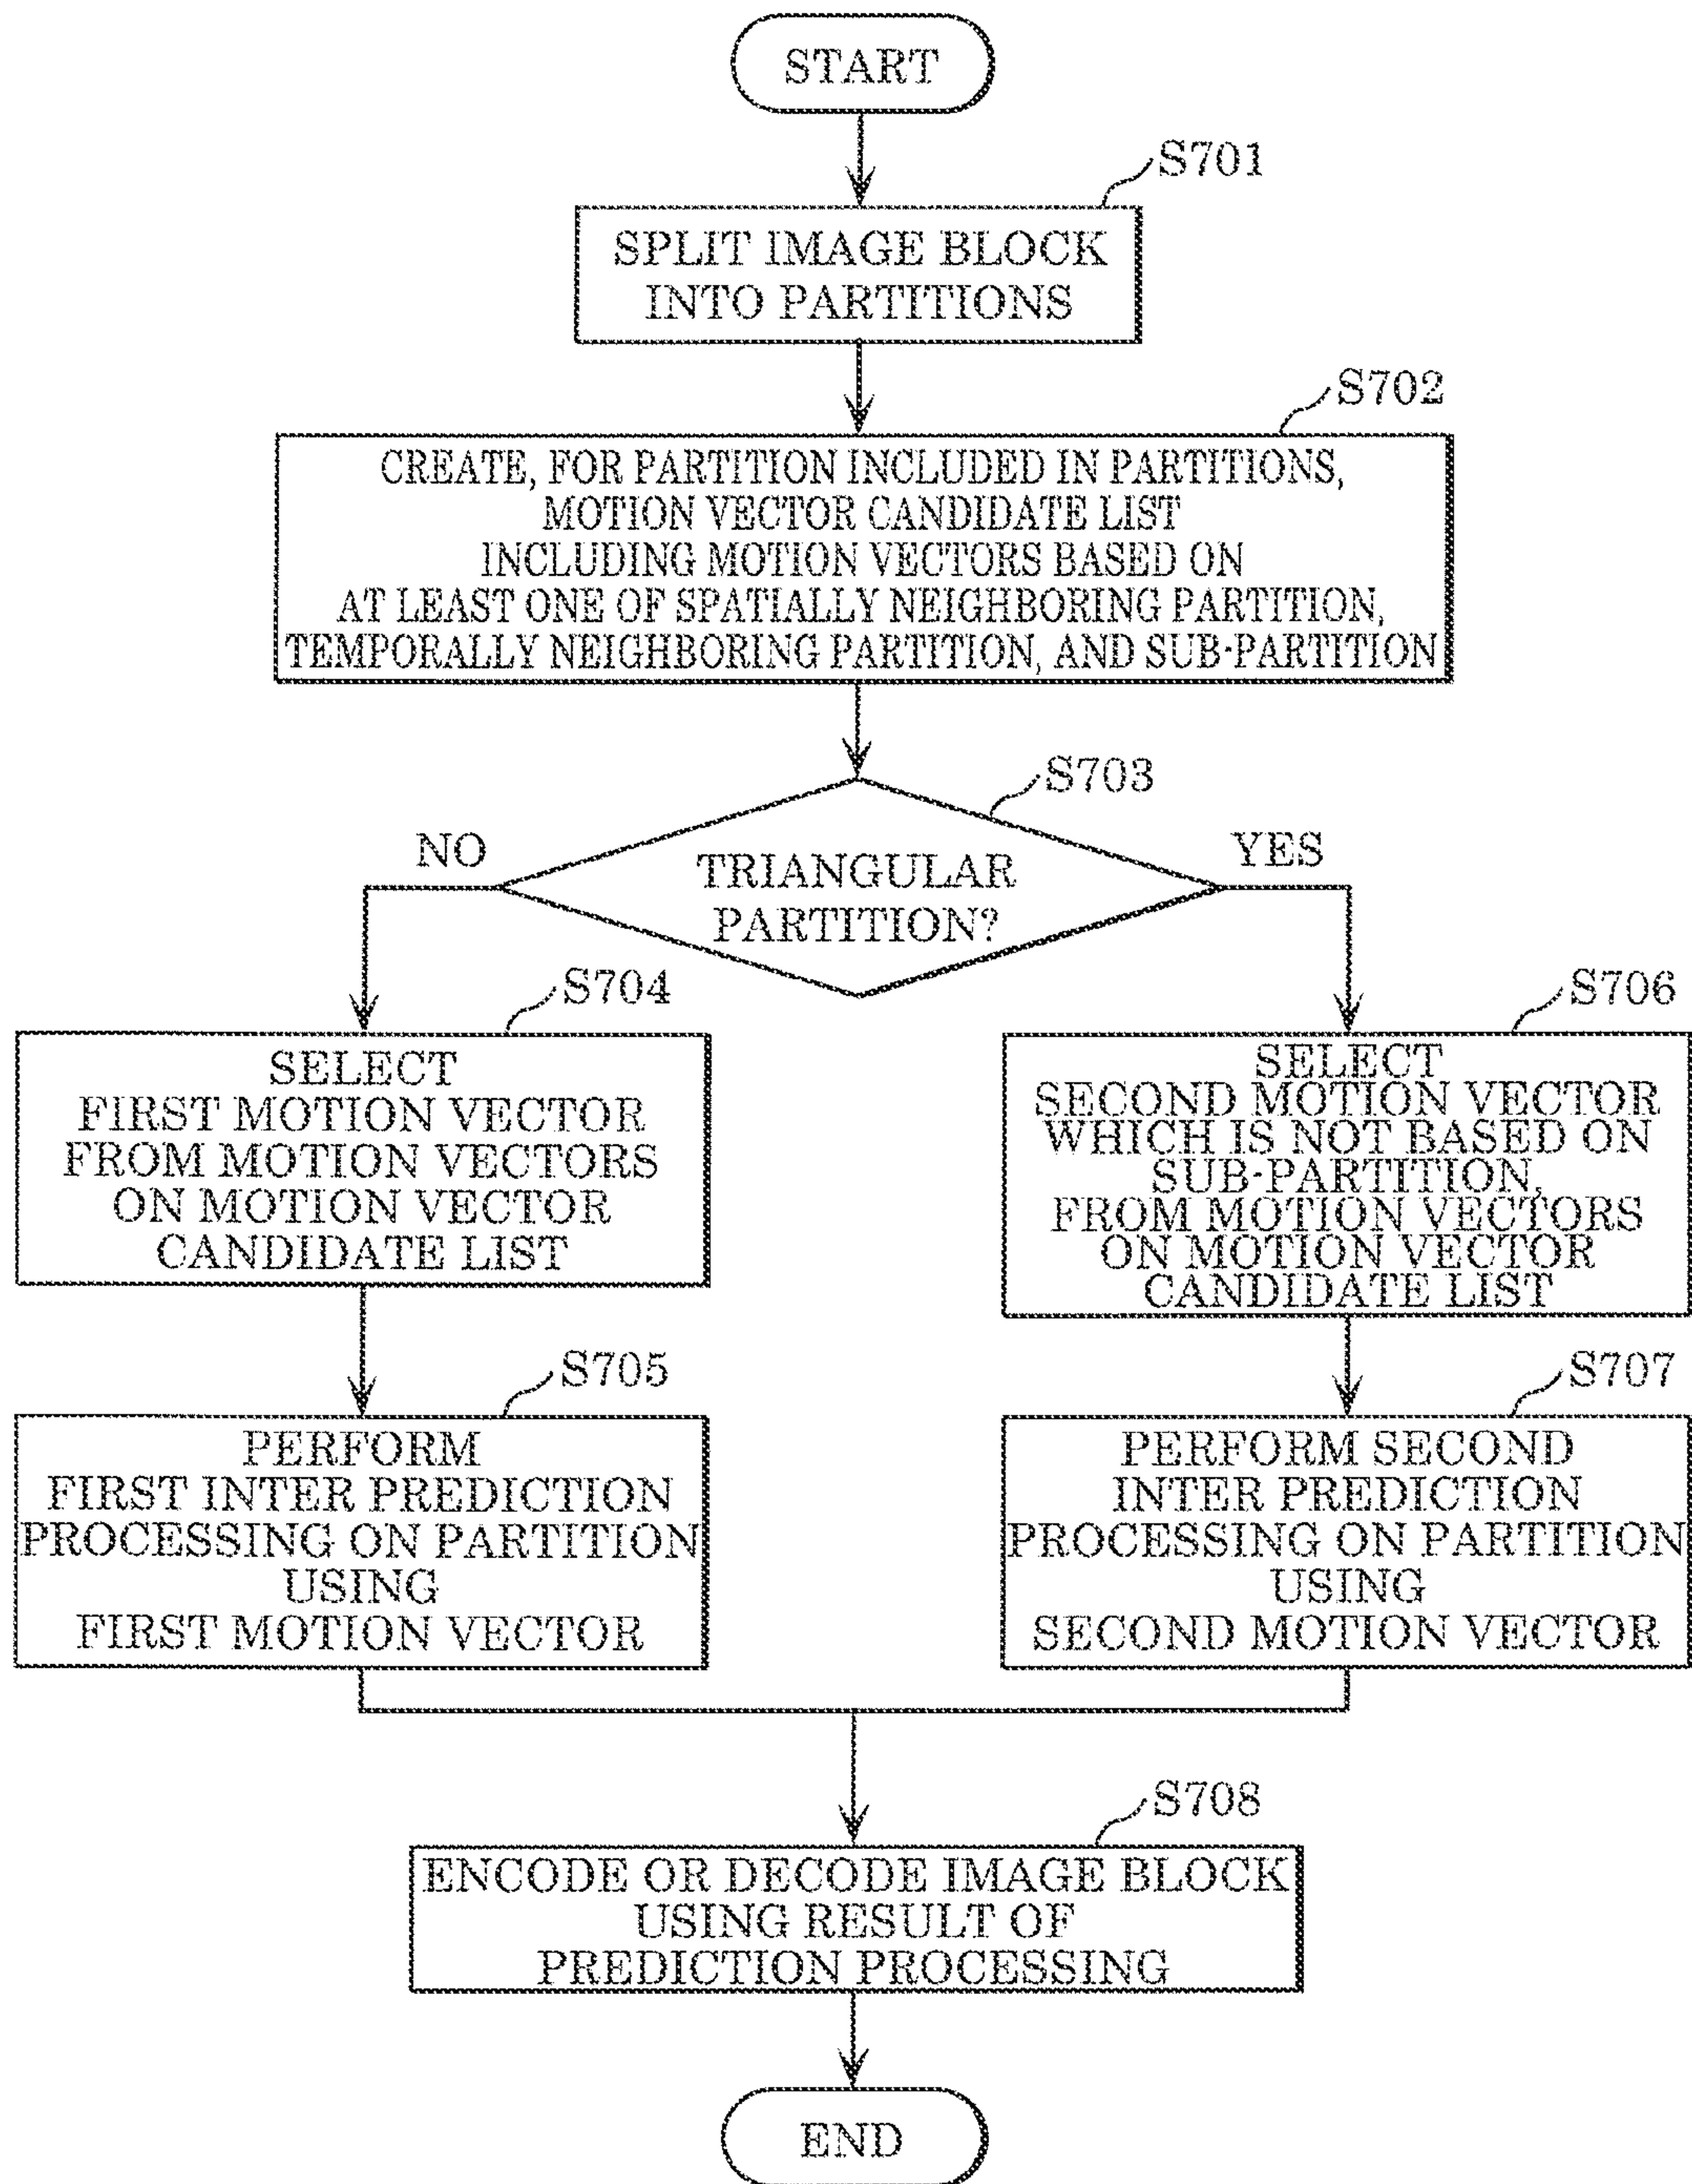 START
S701
SPLIT IMAGE BLOCK
INTO PARTITIONS
S702
CREATE, FOR PARTITION INCLUDED IN PARTITIONS,
MOTION VECTOR CANDIDATE LIST
INCLUDING MOTION VECTORS BASED ON
AT LEAST ONE OF SPATIALLY NEIGHBORING PARTITION,
TEMPORALLY NEIGHBORING PARTITION, AND SUB-PARTITION
S703
NO
YES
TRIANGULAR
PARTITION?
S704
SELECT
FIRST MOTION VECTOR
FROM MOTION VECTORS
ON MOTION VECTOR
CANDIDATE LIST
S706
SELECT
SECOND MOTION VECTOR
WHICH IS NOT BASED ON
SUB-PARTITION,
FROM MOTION VECTORS
ON MOTION VECTOR
CANDIDATE LIST
S705
PERFORM
FIRST INTER PREDICTION
PROCESSING ON PARTITION
USING
FIRST MOTION VECTOR
S707
PERFORM SECOND
INTER PREDICTION
PROCESSING ON PARTITION
USING
SECOND MOTION VECTOR
S708
ENCODE OR DECODE IMAGE BLOCK
USING RESULT OF
PREDICTION PROCESSING
END